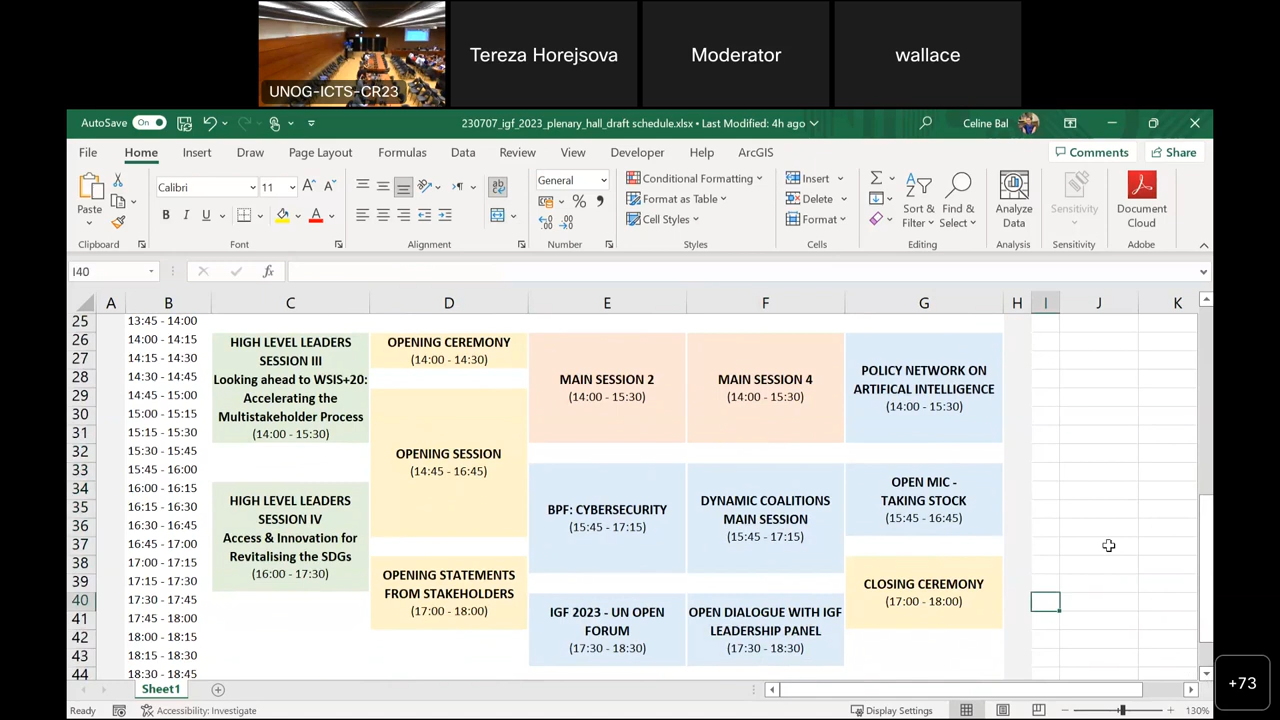 UNOG-ICTS-CR23
Tereza Horejsova
Moderator
wallace
AutoSave On
230707_igf_2023_plenary_hall_draft schedule.xlsx • Last Modified: 4h ago
Celine Bal
File Home Insert Draw Page Layout Formulas Data Review View Developer Help ArcGIS Comments Share
Paste
Calibri 11
B I U
ab
General
% ,
Conditional Formatting
Format as Table
Cell Styles
Insert
Delete
Format
Sort & Filter
Find & Select
Analyze Data
Sensitivity
Document Cloud
Clipboard Font Alignment Number Styles Cells Editing Analysis Sensitivity Adobe
I40
fx
A B C D E F G H I J K
25 13:45 - 14:00
26 14:00 - 14:15
27 14:15 - 14:30
28 14:30 - 14:45
29 14:45 - 15:00
30 15:00 - 15:15
31 15:15 - 15:30
32 15:30 - 15:45
33 15:45 - 16:00
34 16:00 - 16:15
35 16:15 - 16:30
36 16:30 - 16:45
37 16:45 - 17:00
38 17:00 - 17:15
39 17:15 - 17:30
40 17:30 - 17:45
41 17:45 - 18:00
42 18:00 - 18:15
43 18:15 - 18:30
44 18:30 - 18:45
HIGH LEVEL LEADERS
SESSION III
Looking ahead to WSIS+20:
Accelerating the
Multistakeholder Process
(14:00 - 15:30)
HIGH LEVEL LEADERS
SESSION IV
Access & Innovation for
Revitalising the SDGs
(16:00 - 17:30)
OPENING CEREMONY
(14:00 - 14:30)
OPENING SESSION
(14:45 - 16:45)
OPENING STATEMENTS
FROM STAKEHOLDERS
(17:00 - 18:00)
MAIN SESSION 2
(14:00 - 15:30)
BPF: CYBERSECURITY
(15:45 - 17:15)
IGF 2023 - UN OPEN
FORUM
(17:30 - 18:30)
MAIN SESSION 4
(14:00 - 15:30)
DYNAMIC COALITIONS
MAIN SESSION
(15:45 - 17:15)
OPEN DIALOGUE WITH IGF
LEADERSHIP PANEL
(17:30 - 18:30)
POLICY NETWORK ON
ARTIFICAL INTELLIGENCE
(14:00 - 15:30)
OPEN MIC -
TAKING STOCK
(15:45 - 16:45)
CLOSING CEREMONY
(17:00 - 18:00)
Sheet1
Ready
Accessibility: Investigate
Display Settings
130%
+73